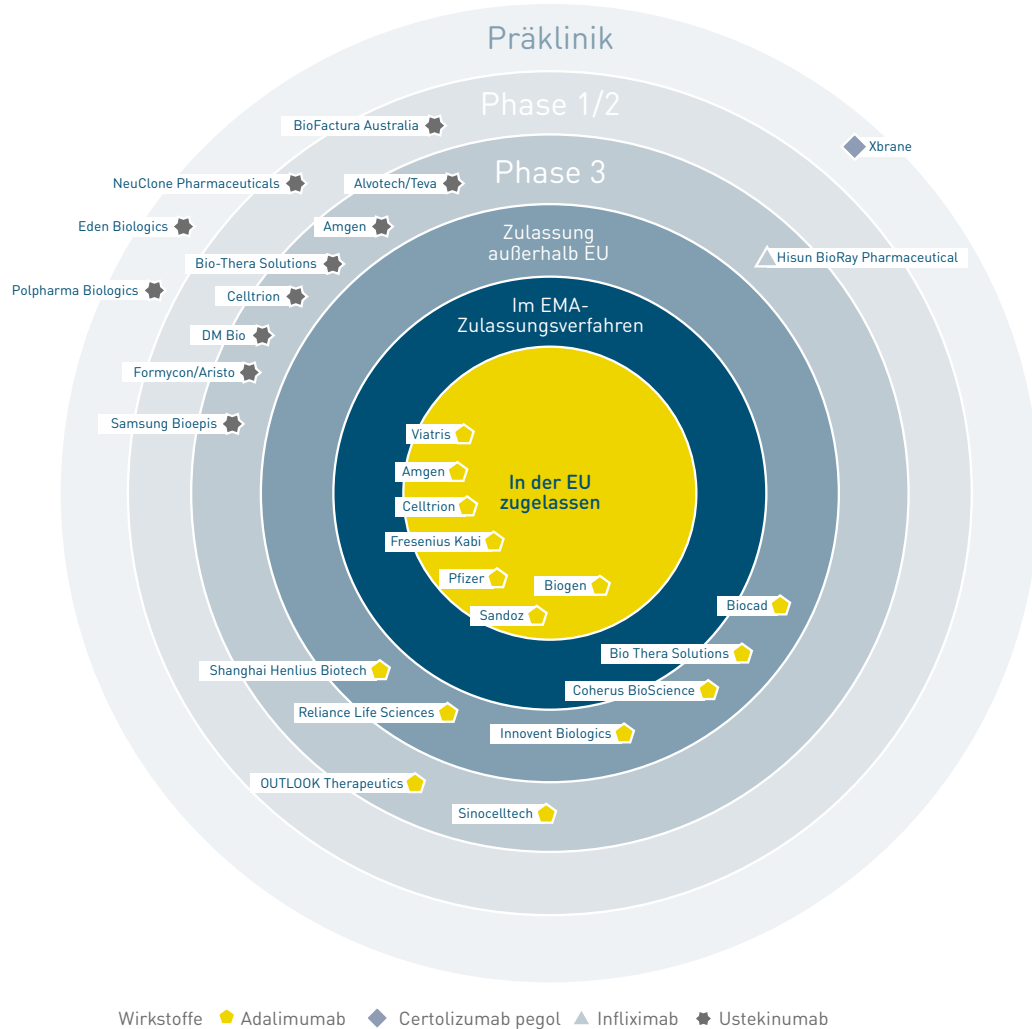 Präklinik
Phase 1/2
BioFactura Australia
Xbrane
Phase 3
NeuClone Pharmaceuticals
Alvotech/Teva
Eden Biologics
Amgen
Zulassung
außerhalb EU
Bio-Thera Solutions
Hisun BioRay Pharmaceutical
Polpharma Biologics
Celltrion
Im EMA-
Zulassungsverfahren
DM Bio
Formycon/Aristo
Samsung Bioepis
Viatris
Amgen
In der EU
zugelassen
Celltrion
Fresenius Kabi
Pfizer
Biogen
Sandoz
Biocad
Bio Thera Solutions
Shanghai Henlius Biotech
Coherus BioScience
Reliance Life Sciences
Innovent Biologics
OUTLOOK Therapeutics
Sinocelltech
Wirkstoffe Adalimumab Certolizumab pegol Infliximab Ustekinumab